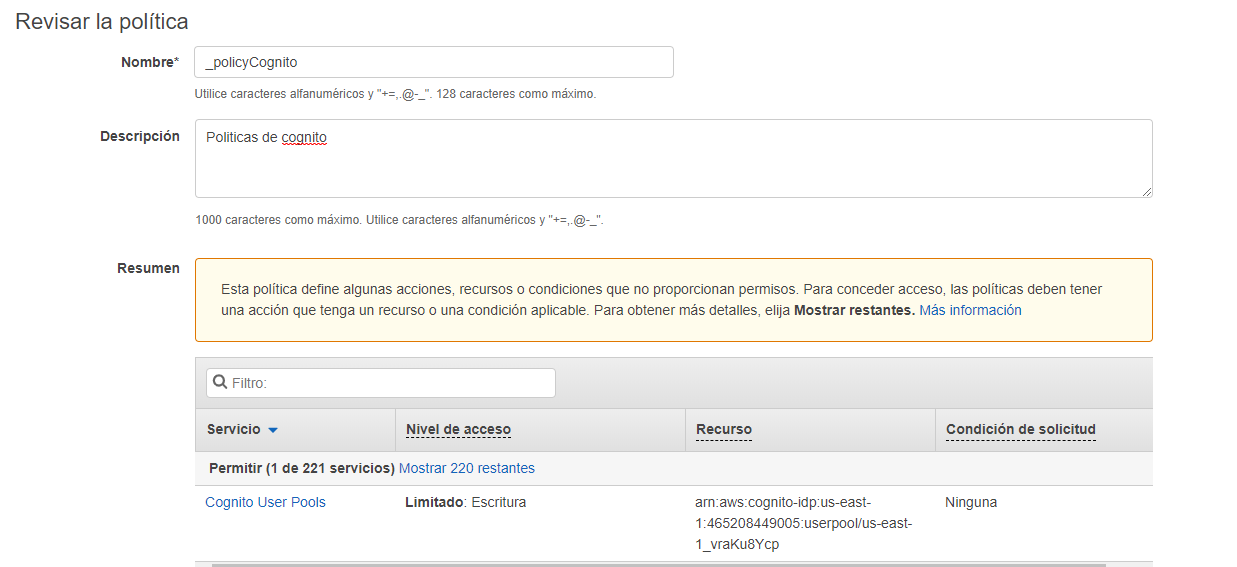 Revisar la política
Nombre* _policyCognito
Utilice caracteres alfanuméricos y "+=,.@-_". 128 caracteres como máximo.
Descripción Politicas de cognito
1000 caracteres como máximo. Utilice caracteres alfanuméricos y "+=,.@-_".
Resumen
Esta política define algunas acciones, recursos o condiciones que no proporcionan permisos. Para conceder acceso, las políticas deben tener
una acción que tenga un recurso o una condición aplicable. Para obtener más detalles, elija Mostrar restantes. Más información
Filtro:
Servicio Nivel de acceso Recurso Condición de solicitud
Permitir (1 de 221 servicios) Mostrar 220 restantes
Cognito User Pools Limitado: Escritura arn:aws:cognito-idp:us-east- Ninguna
1:465208449005:userpool/us-east-
1_vraKu8Ycp